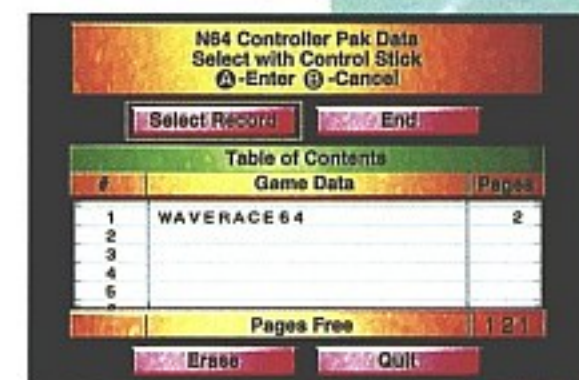 N64 Controller Pak Data
Select with Control Stick
A-Enter B-Cancel
Select Record End
Table of Contents
# Game Data Pages
1 WAVERACE64 2
2
3
4
5
Pages Free 121
Erase Quit